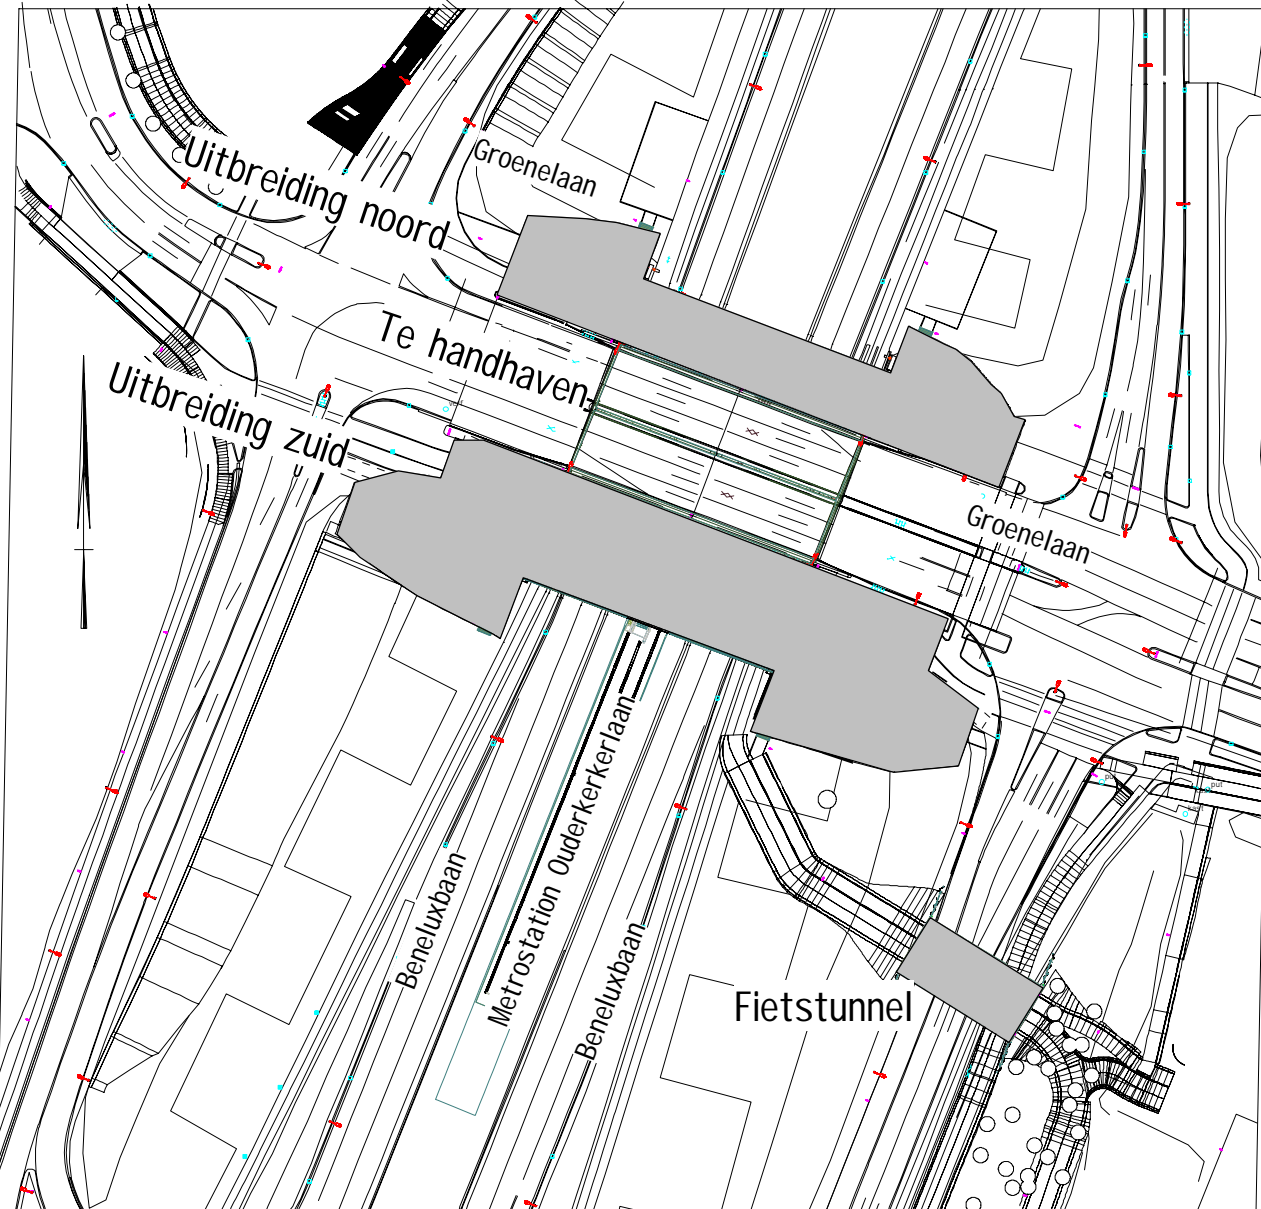 Uitbreiding noord
Groenelaan
Te handhaven
Uitbreiding zuid
Groenelaan
Beneluxbaan
Metrostation Ouderkerkerlaan
Beneluxbaan
Fietstunnel